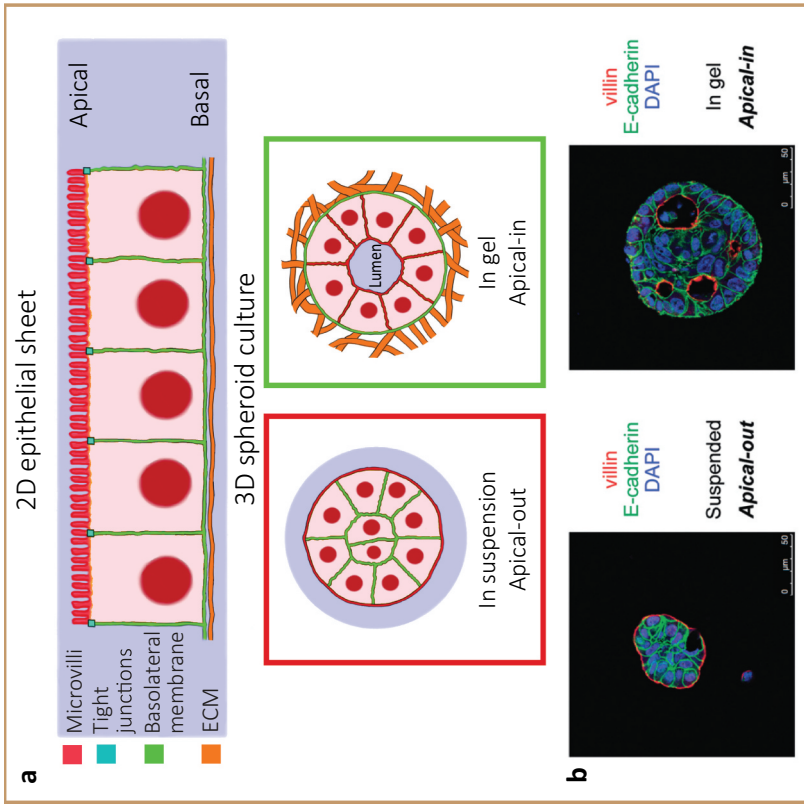 a
2D epithelial sheet
Microvilli
Tight
junctions
Basolateral
membrane
ECM
Apical
Basal
3D spheroid culture
In suspension
Apical-out
Lumen
In gel
Apical-in
b
villin
E-cadherin
DAPI
Suspended
Apical-out
0 50
µm
villin
E-cadherin
DAPI
In gel
Apical-in
0 50
µm